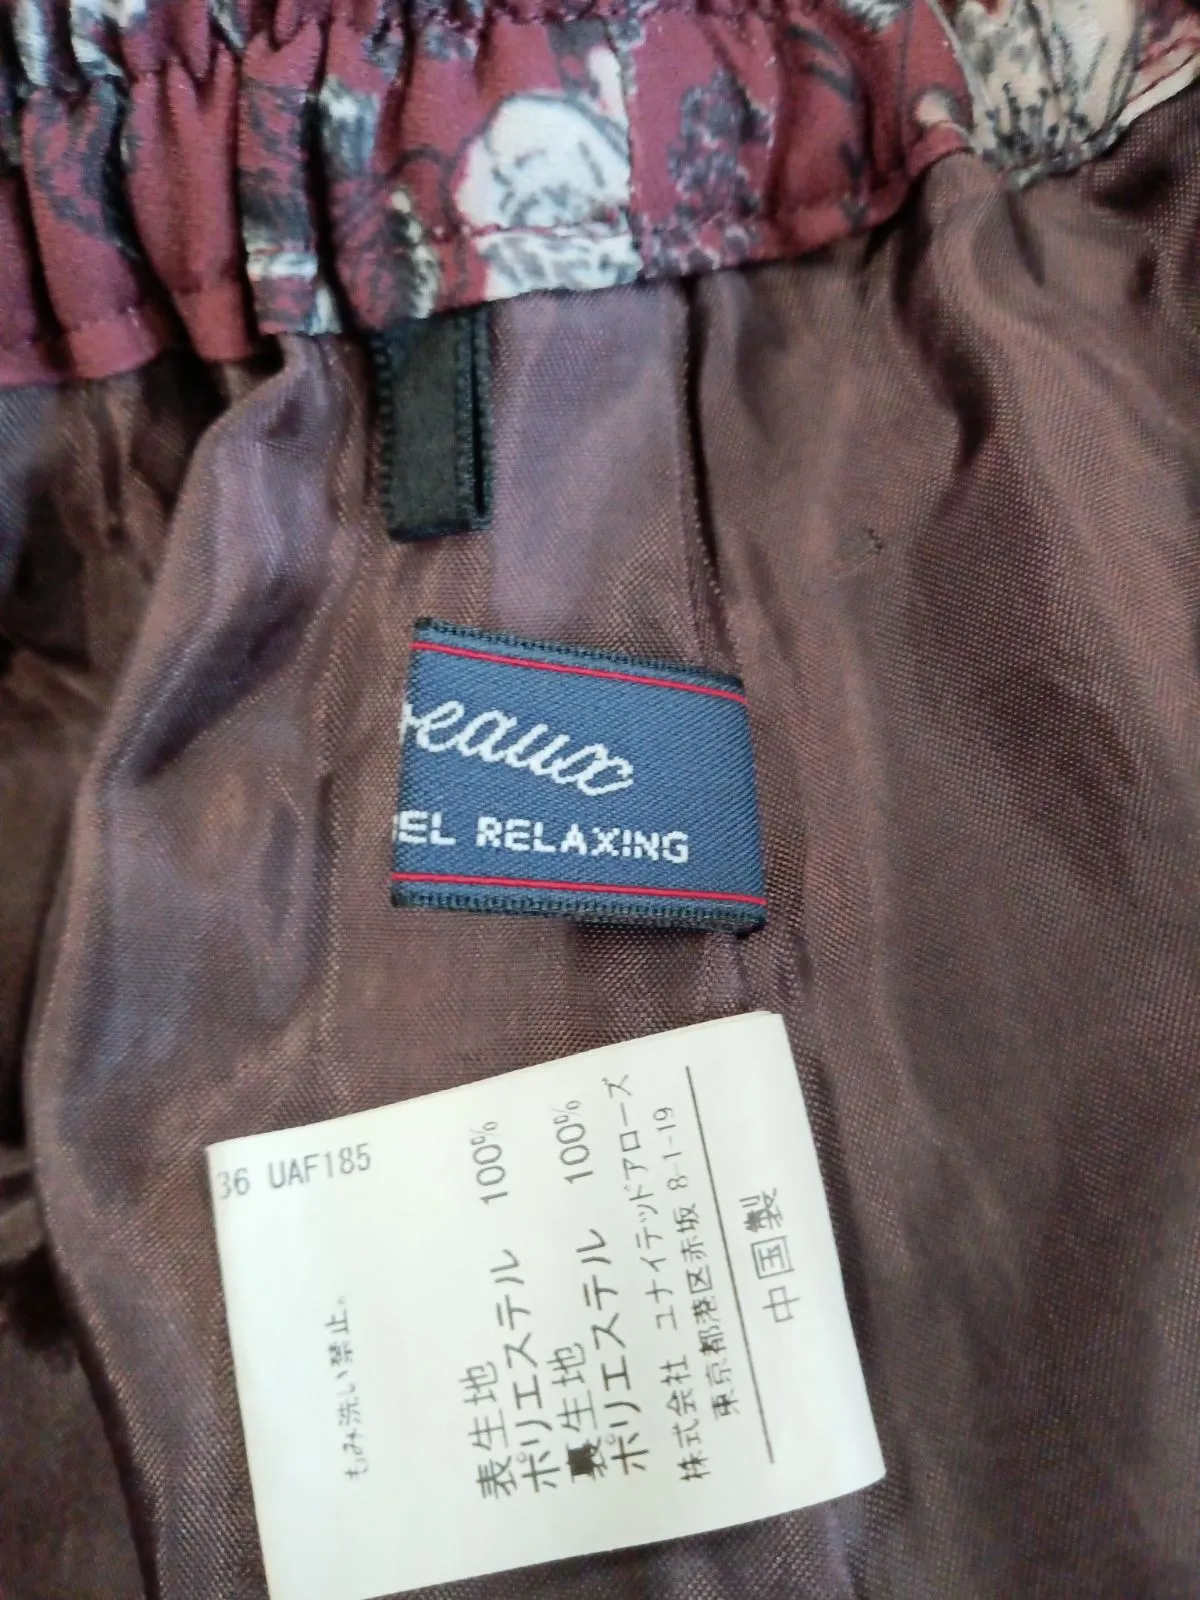 reaux
EL RELAXING
36 UAF185
もみ洗い禁止。
表生地
ポリエステル 100%
裏生地
ポリエステル 100%
株式会社 ユナイテッドアローズ
東京都港区赤坂 8-1-19
中国製